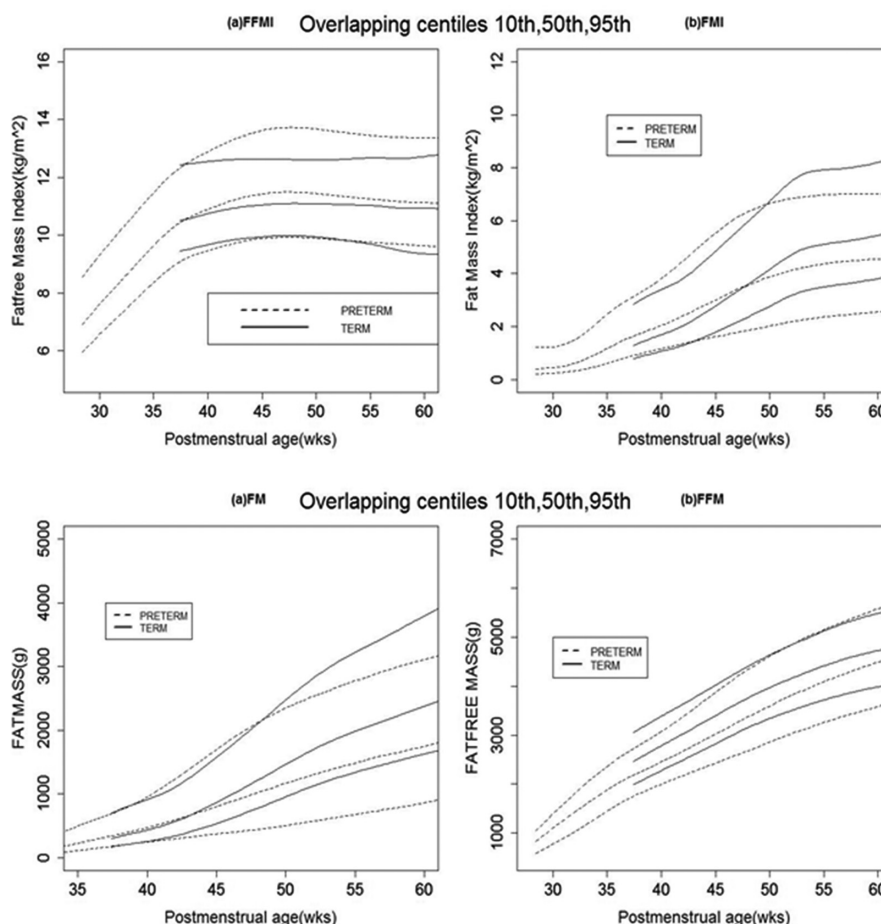 (a)FFMI Overlapping centiles 10th,50th,95th (b)FMI
Fatfree Mass Index(kg/m^2)
16
14
12
10
8
6
PRETERM
TERM
30 35 40 45 50 55 60
Postmenstrual age(wks)
Fat Mass Index(kg/m^2)
12
10
8
6
4
2
0
PRETERM
TERM
30 35 40 45 50 55 60
Postmenstrual age(wks)
(a)FM Overlapping centiles 10th,50th,95th (b)FFM
FATMASS(g)
5000
4000
3000
2000
1000
0
PRETERM
TERM
35 40 45 50 55 60
Postmenstrual age(wks)
FATFREE MASS(g)
7000
5000
3000
1000
PRETERM
TERM
30 35 40 45 50 55 60
Postmenstrual age(wks)